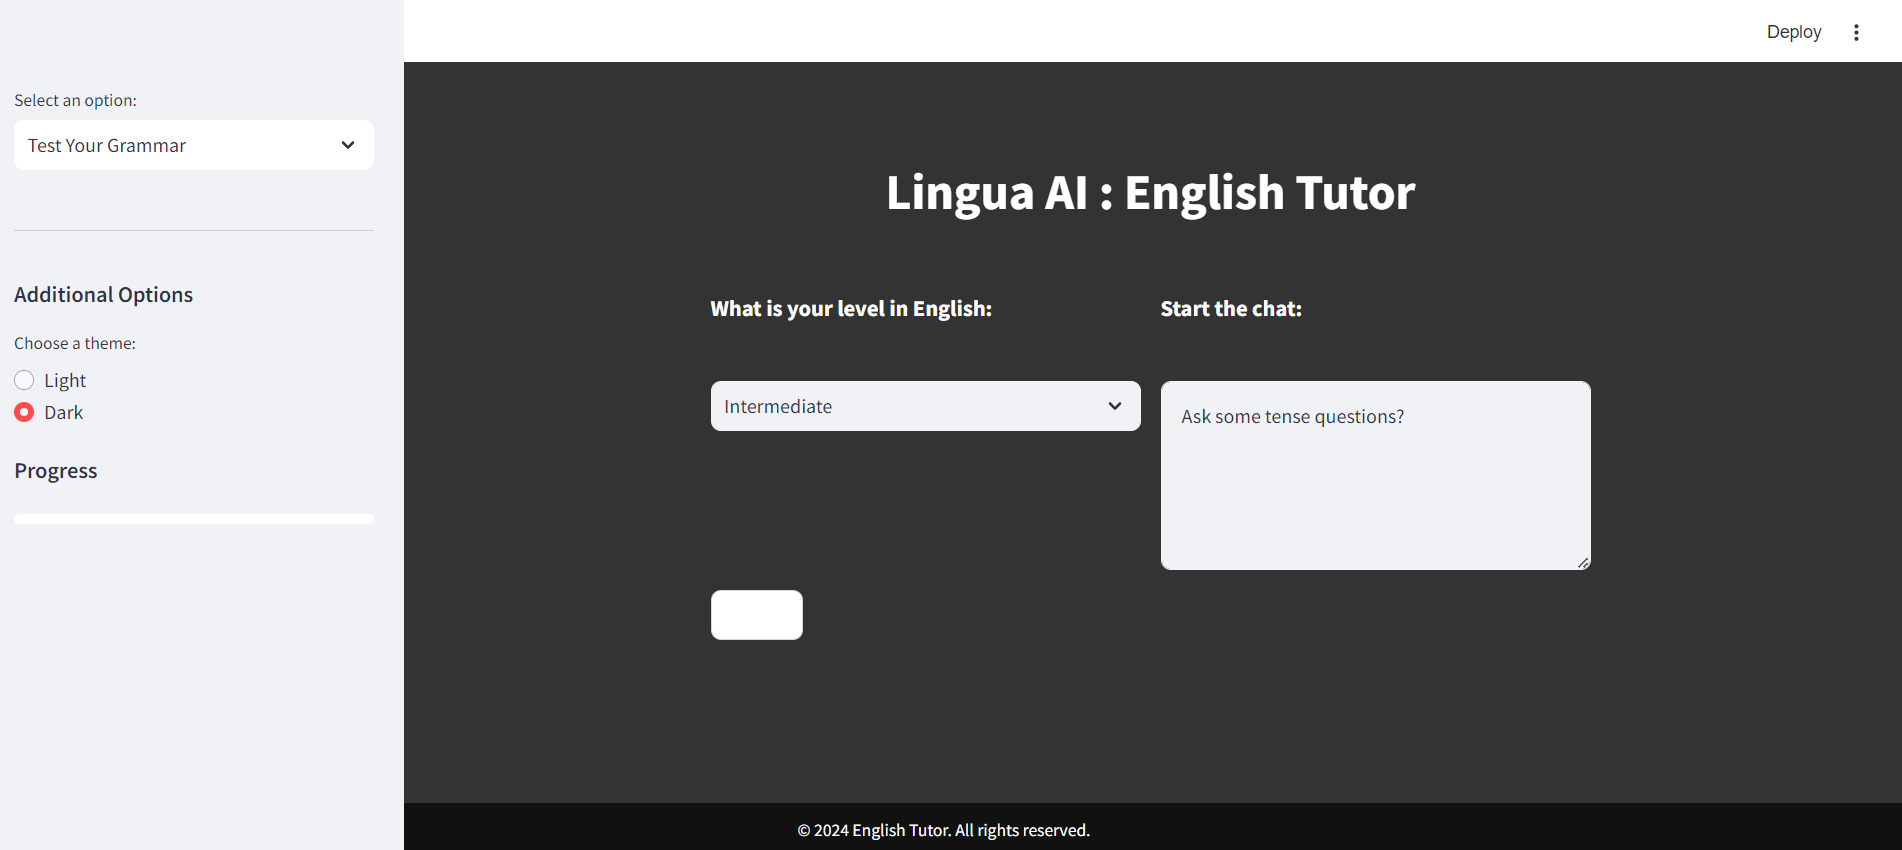 Deploy
Select an option:
Test Your Grammar
Additional Options
Choose a theme:
Light
Dark
Progress
Lingua AI : English Tutor
What is your level in English:
Intermediate
Start the chat:
Ask some tense questions?
© 2024 English Tutor. All rights reserved.